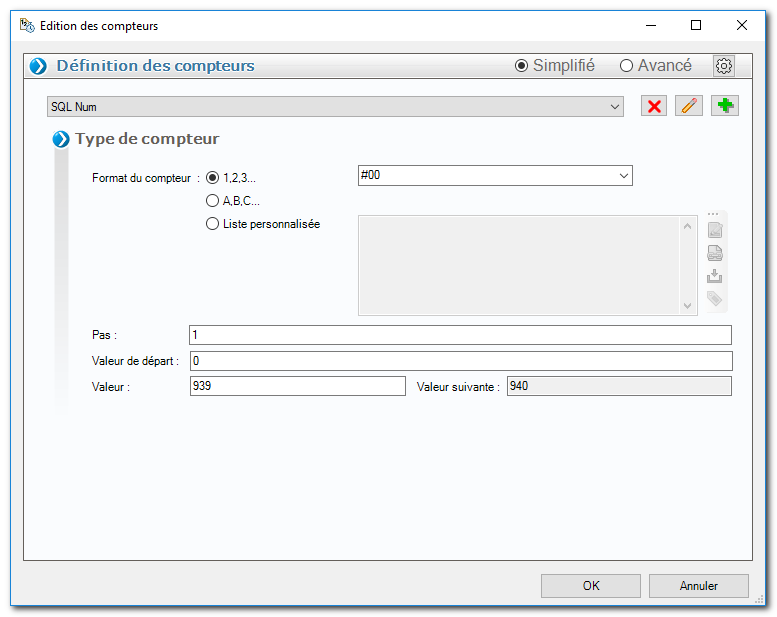 Edition des compteurs
Définition des compteurs Simplifié Avancé
SQL Num
Type de compteur
Format du compteur : 1,2,3... #00
A,B,C...
Liste personnalisée
Pas : 1
Valeur de départ : 0
Valeur : 939 Valeur suivante : 940
OK Annuler